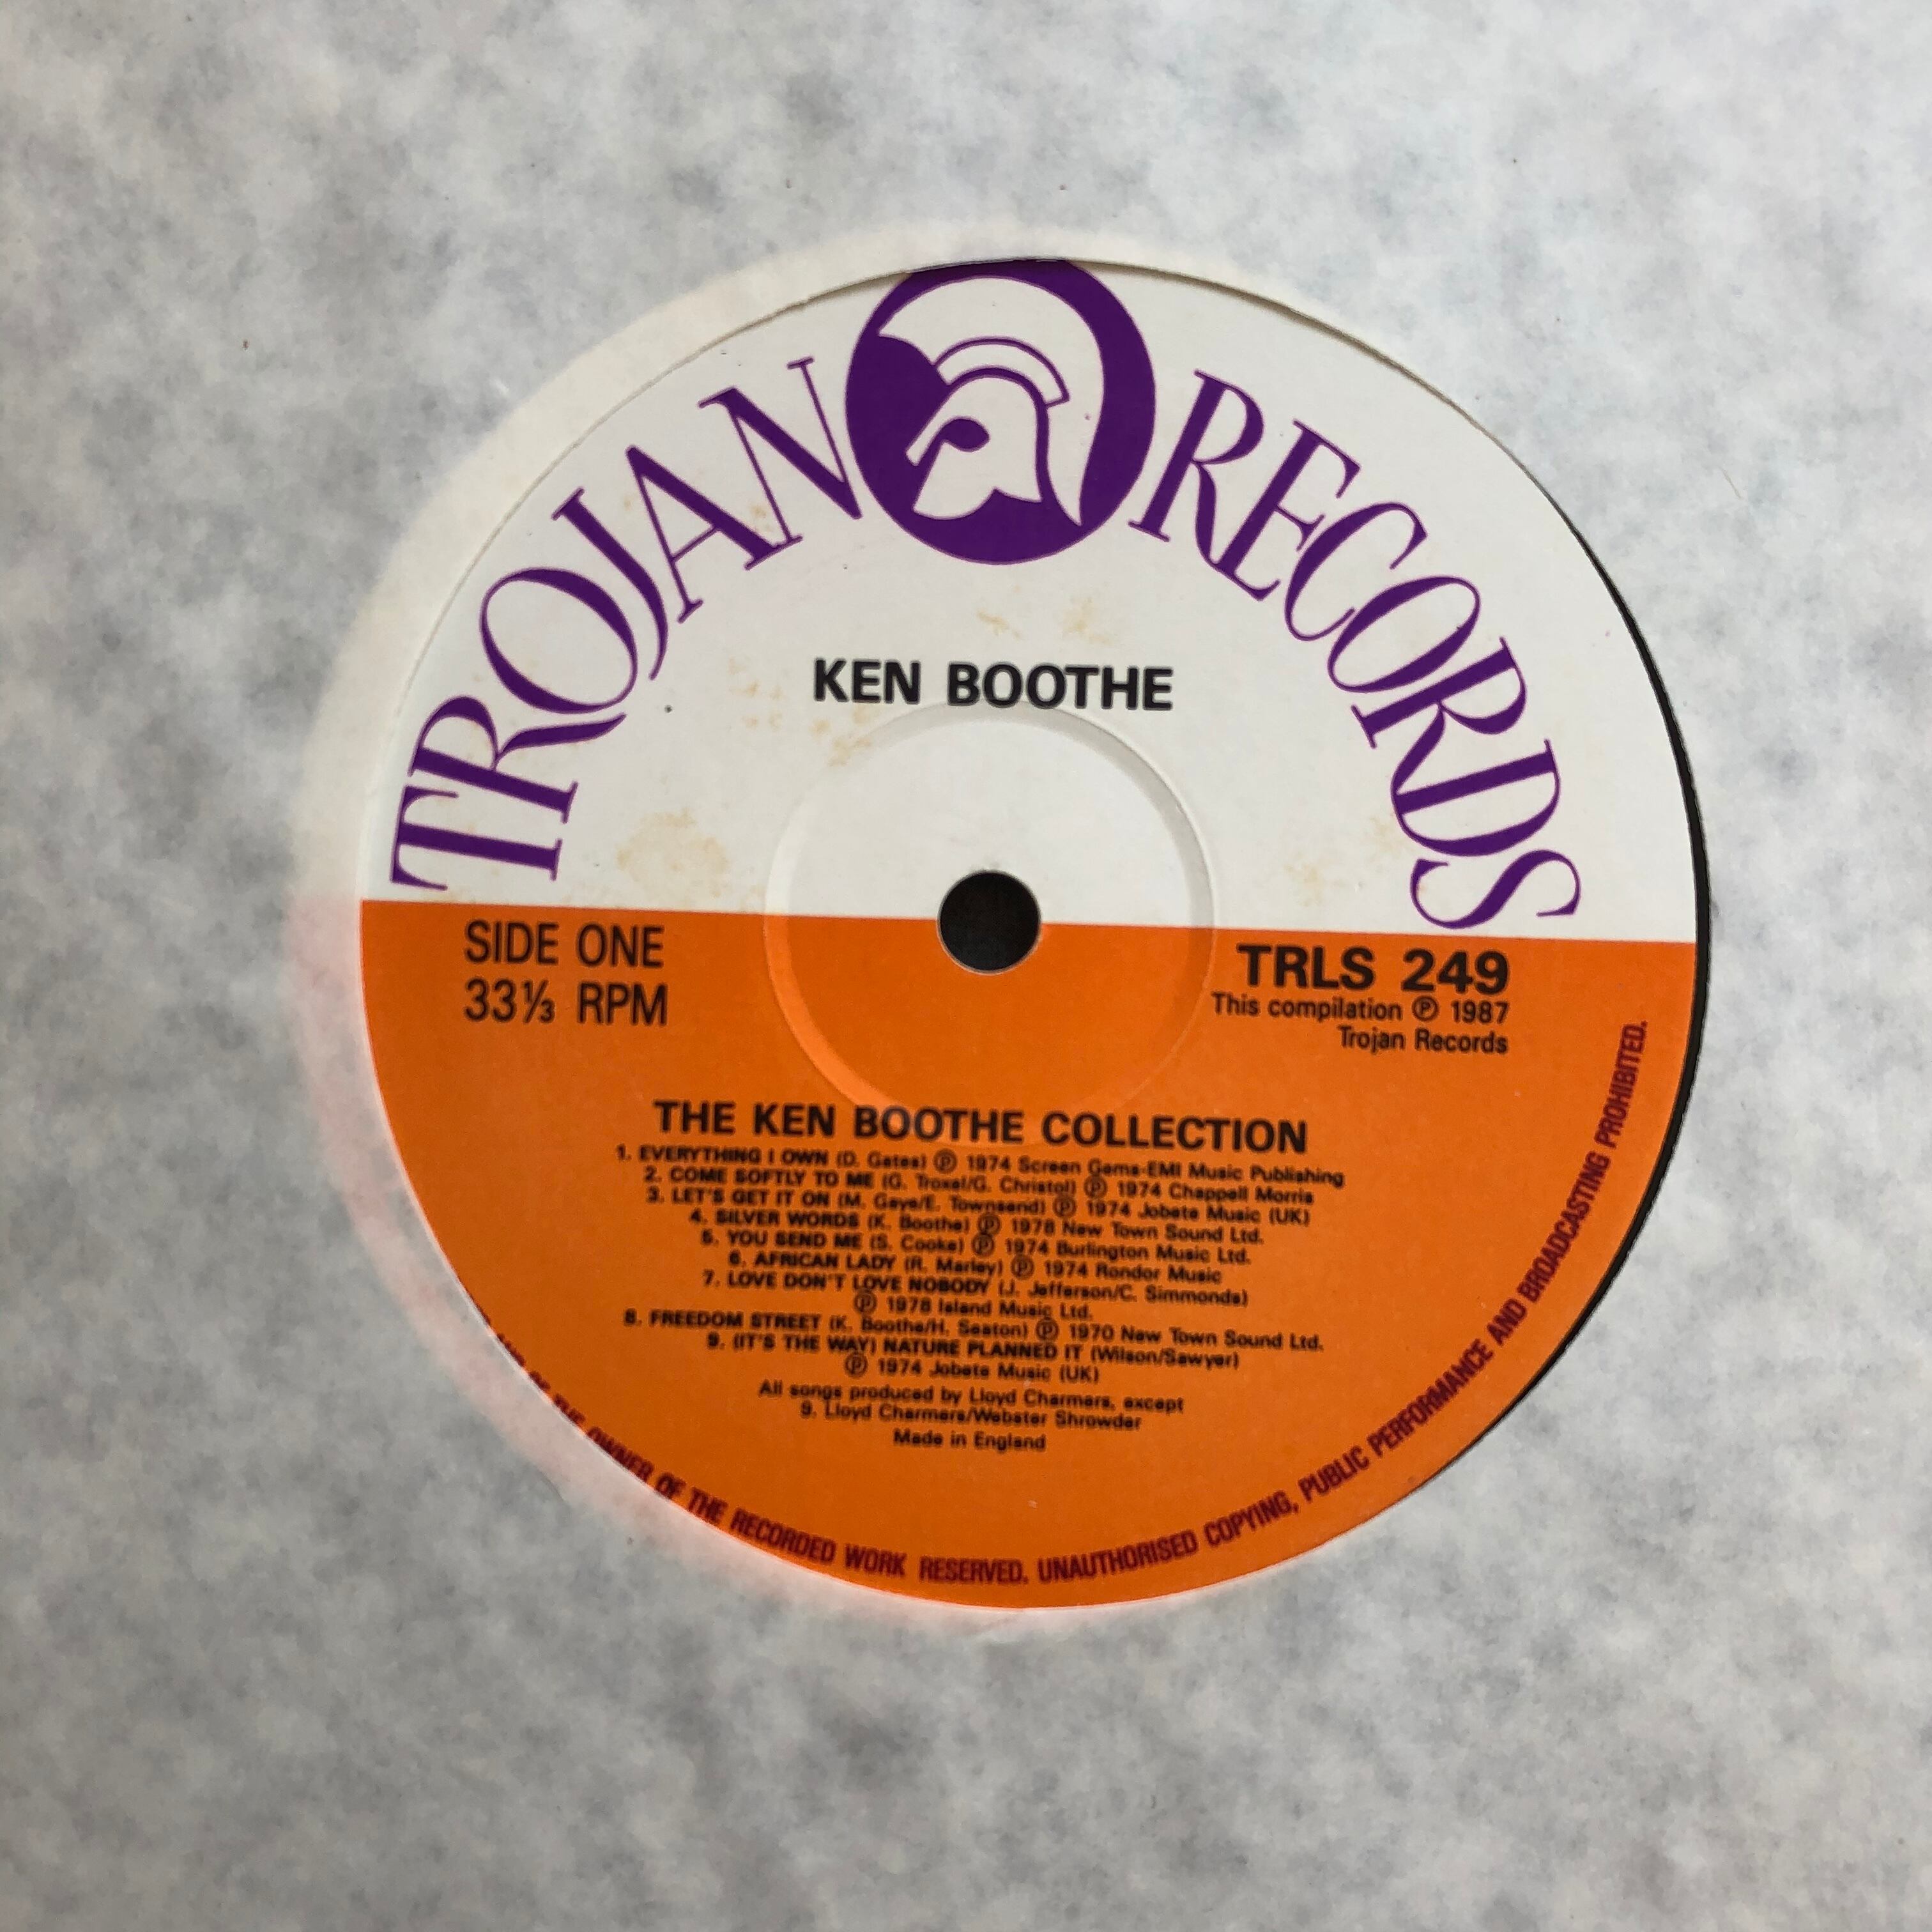 TROJAN RECORDS
KEN BOOTHE
SIDE ONE
33⅓ RPM
TRLS 249
This compilation Ⓟ 1987
Trojan Records
THE KEN BOOTHE COLLECTION
1. EVERYTHING I OWN (D. Gates) Ⓟ 1974 Screen Gems-EMI Music Publishing
2. COME SOFTLY TO ME (G. Troxel/G. Christol) Ⓟ 1974 Chappell Morris
3. LET'S GET IT ON (M. Gaye/E. Townsend) Ⓟ 1974 Jobete Music (UK)
4. SILVER WORDS (K. Boothe) Ⓟ 1978 New Town Sound Ltd.
5. YOU SEND ME (S. Cooke) Ⓟ 1974 Burlington Music Ltd.
6. AFRICAN LADY (R. Marley) Ⓟ 1974 Rondor Music
7. LOVE DON'T LOVE NOBODY (J. Jefferson/C. Simmonds)
Ⓟ 1978 Island Music Ltd.
8. FREEDOM STREET (K. Boothe/H. Seaton) Ⓟ 1970 New Town Sound Ltd.
9. (IT'S THE WAY) NATURE PLANNED IT (Wilson/Sawyer)
Ⓟ 1974 Jobete Music (UK)
All songs produced by Lloyd Charmers, except
9. Lloyd Charmers/Webster Shrowder
Made in England
OF THE OWNER OF THE RECORDED WORK RESERVED. UNAUTHORISED COPYING, PUBLIC PERFORMANCE AND BROADCASTING PROHIBITED.